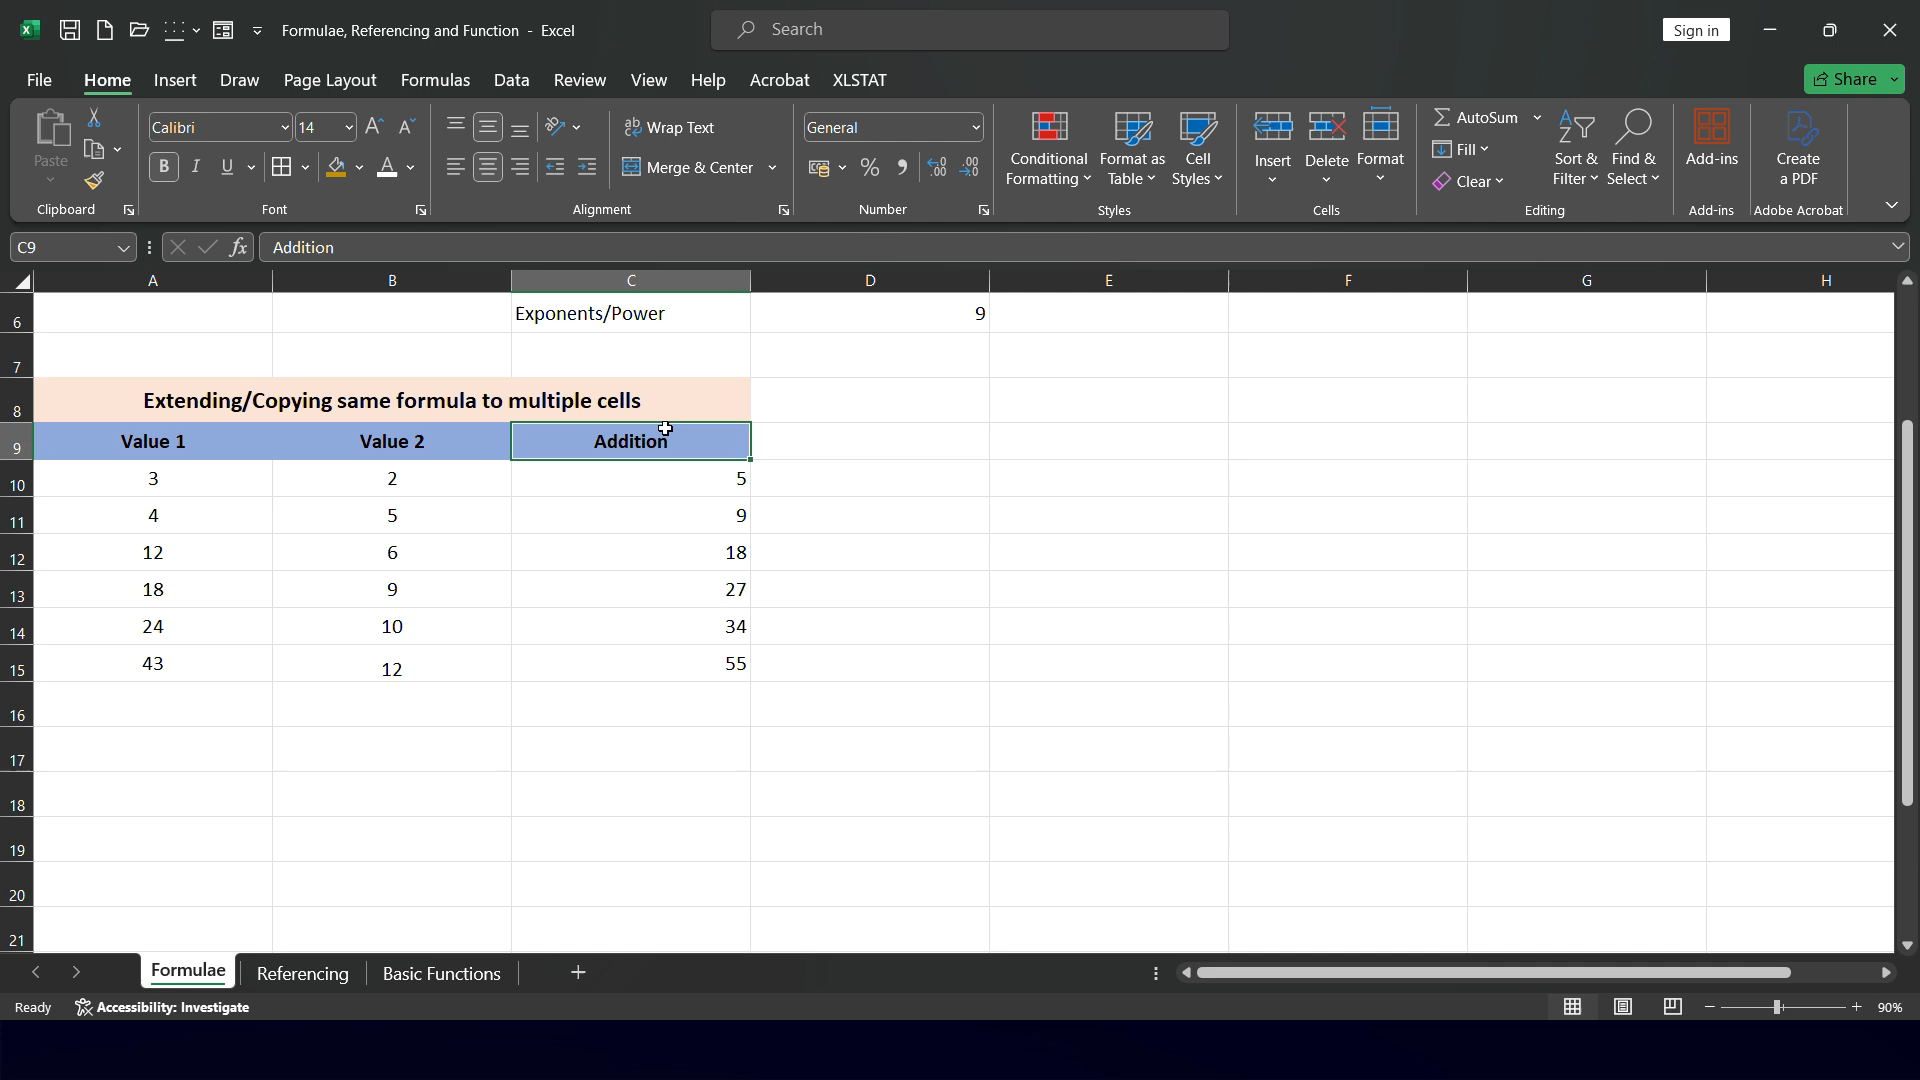 Formulae, Referencing and Function - Excel
Search
Sign in
File Home Insert Draw Page Layout Formulas Data Review View Help Acrobat XLSTAT
Share
Paste
Clipboard
Calibri 14
B I U A
Font
Wrap Text
Merge & Center
Alignment
General
Number
Conditional Formatting
Format as Table
Cell Styles
Styles
Insert Delete Format
Cells
AutoSum
Fill
Clear
Sort & Filter
Find & Select
Editing
Add-ins
Add-ins
Create a PDF
Adobe Acrobat
C9 fx Addition
A B C D E F G H
6 Exponents/Power 9
7
8 Extending/Copying same formula to multiple cells
9 Value 1 Value 2 Addition
10 3 2 5
11 4 5 9
12 12 6 18
13 18 9 27
14 24 10 34
15 43 12 55
16
17
18
19
20
21
Formulae Referencing Basic Functions
Ready Accessibility: Investigate 90%